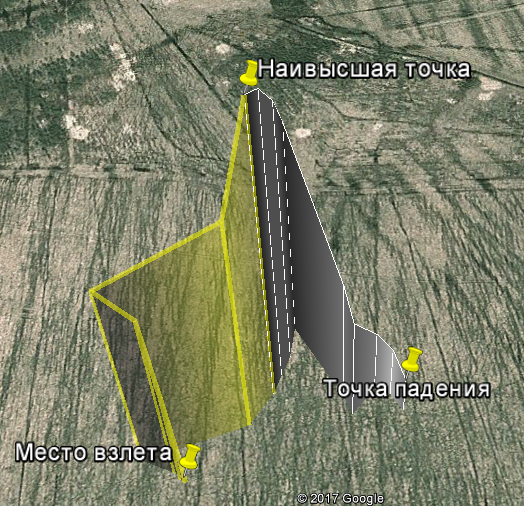 Наивысшая точка
Точка падения
Место взлета
© 2017 Google